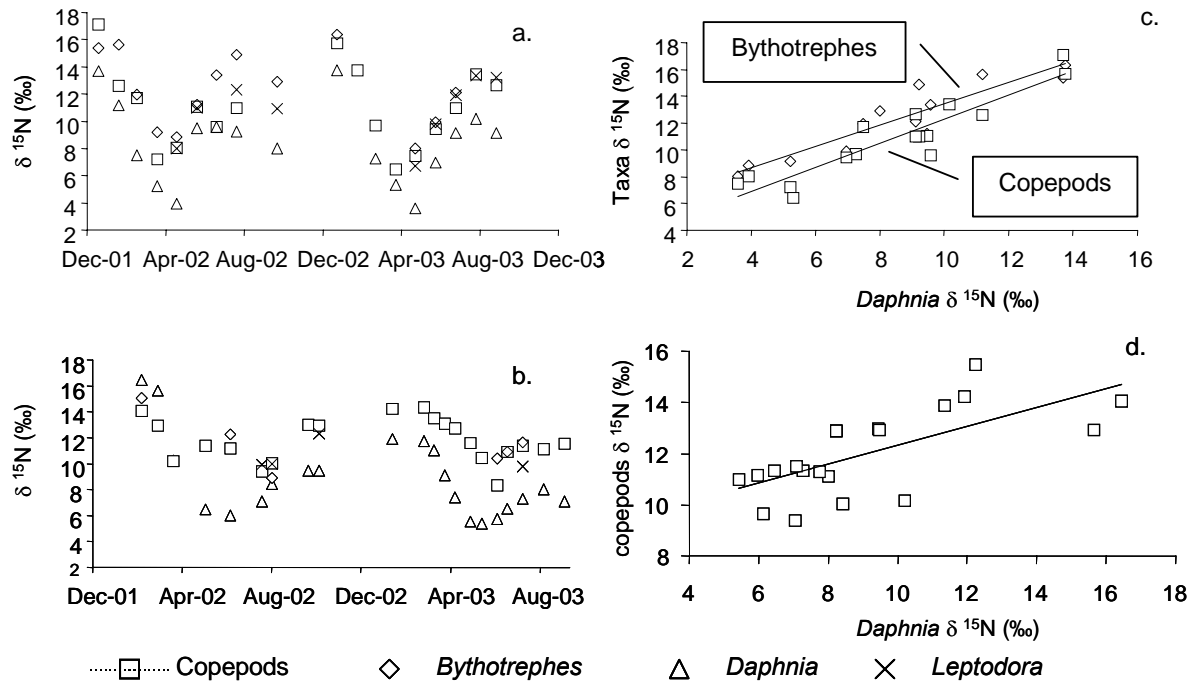 a.
δ 15N (‰)
18
16
14
12
10
8
6
4
2
Dec-01 Apr-02 Aug-02 Dec-02 Apr-03 Aug-03 Dec-03
c.
Taxa δ 15N (‰)
18
16
14
12
10
8
6
4
Bythotrephes
Copepods
2 4 6 8 10 12 14 16
Daphnia δ 15N (‰)
b.
δ 15N (‰)
18
16
14
12
10
8
6
4
2
Dec-01 Apr-02 Aug-02 Dec-02 Apr-03 Aug-03
d.
copepods δ 15N (‰)
16
14
12
10
8
4 6 8 10 12 14 16 18
Daphnia δ 15N (‰)
Copepods Bythotrephes Daphnia Leptodora